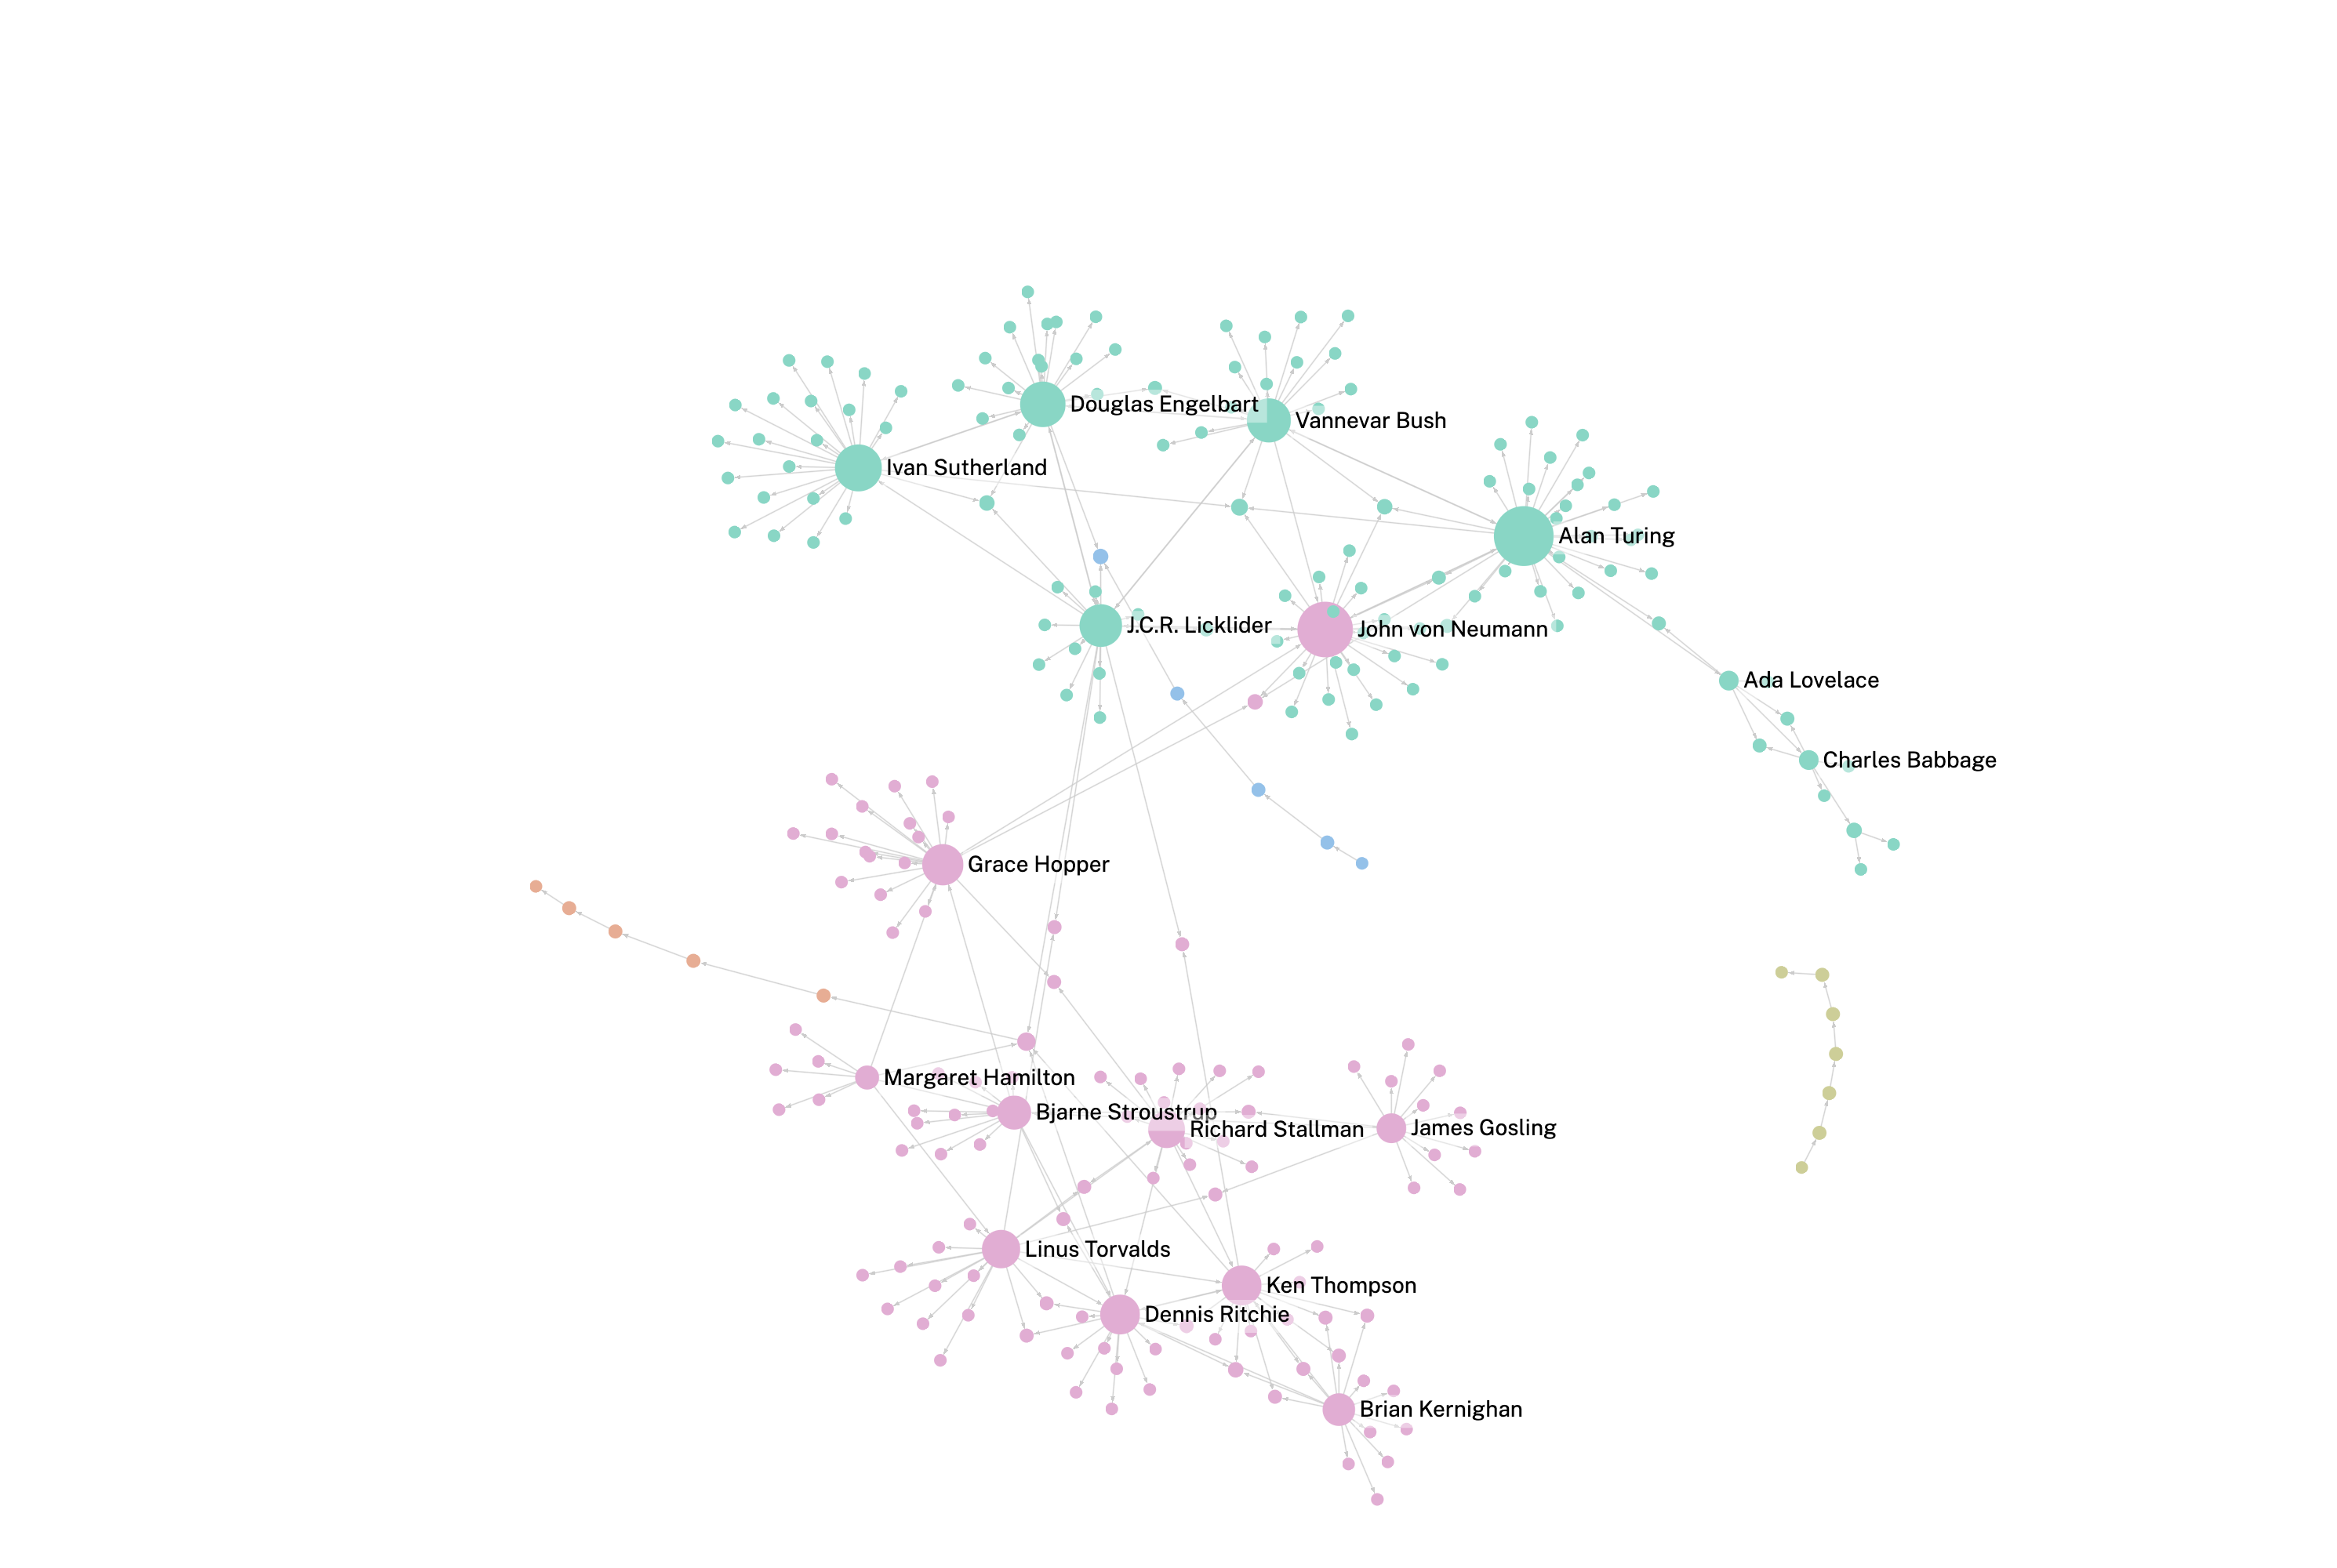 Douglas Engelbart
Vannevar Bush
Ivan Sutherland
Alan Turing
J.C.R. Licklider
John von Neumann
Ada Lovelace
Charles Babbage
Grace Hopper
Margaret Hamilton
Bjarne Stroustrup
Richard Stallman
James Gosling
Linus Torvalds
Ken Thompson
Dennis Ritchie
Brian Kernighan